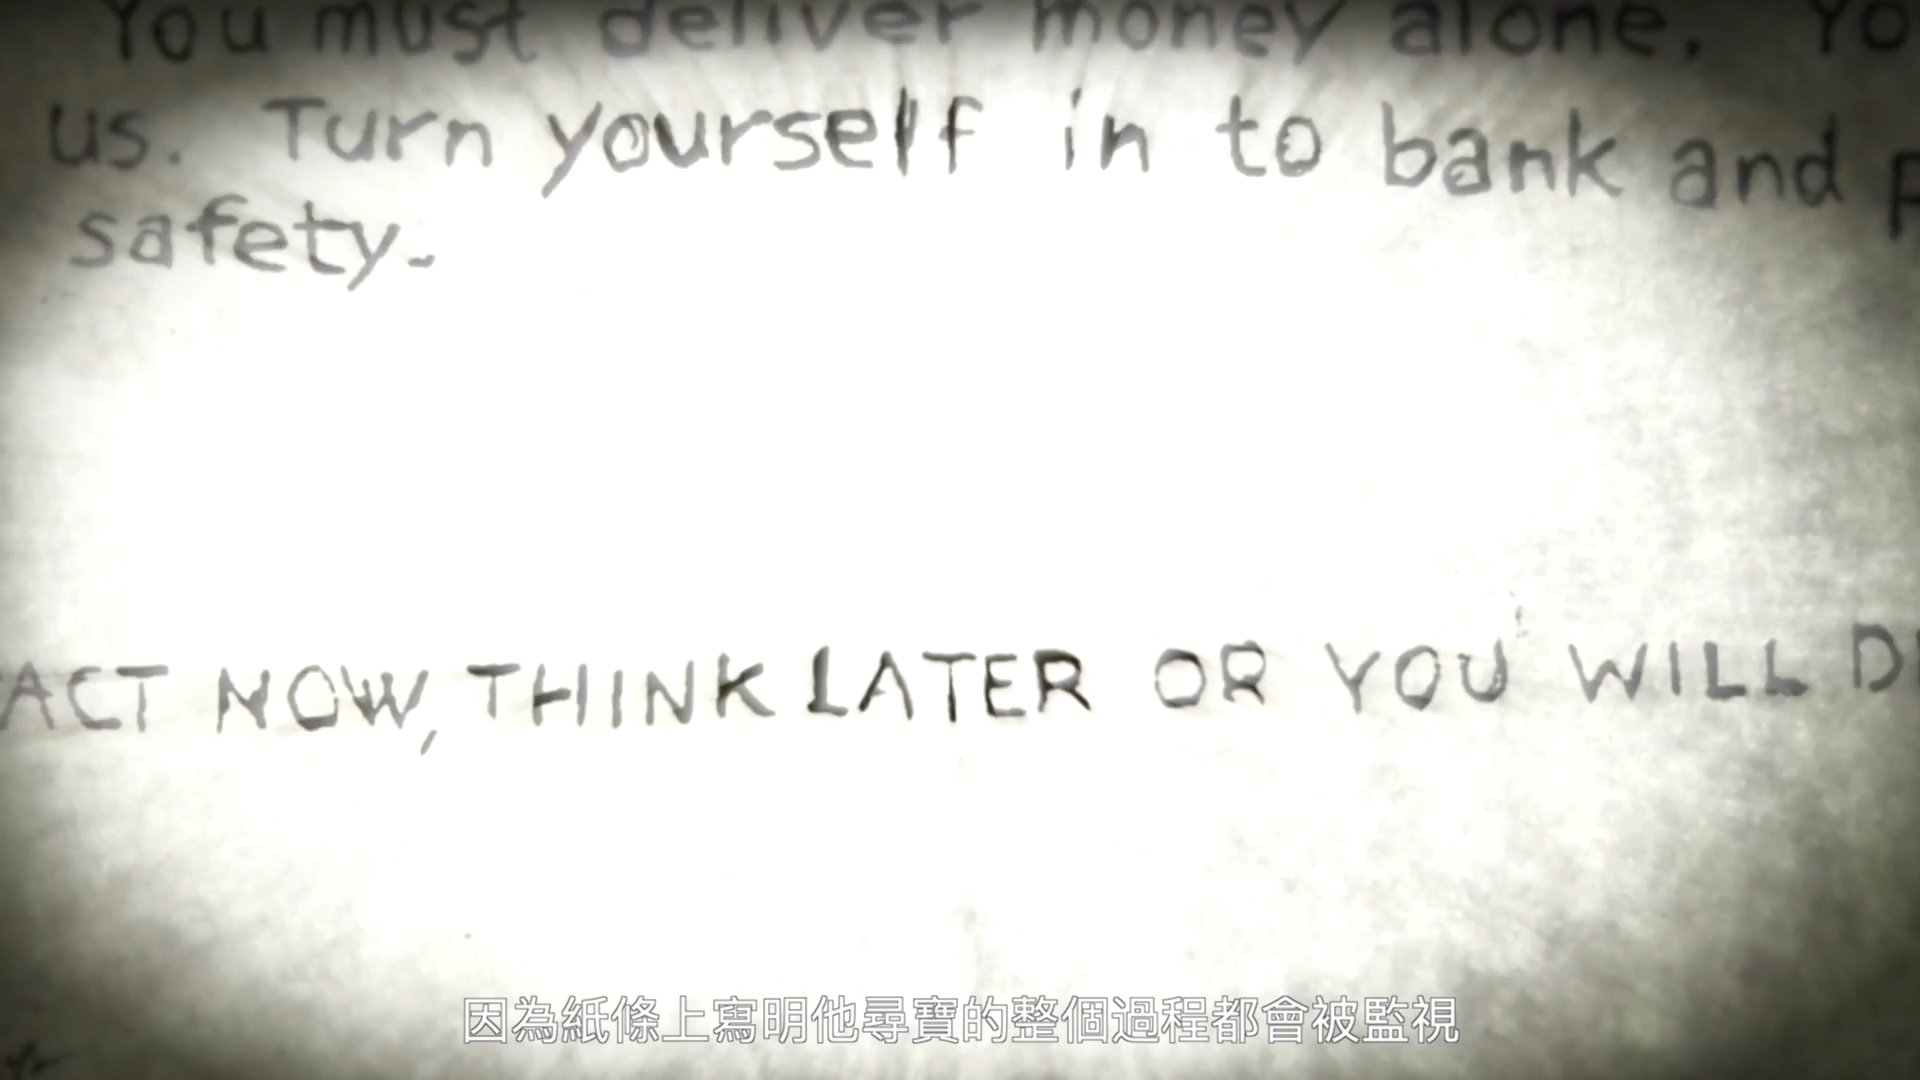 You must deliver money alone. Yo
us. Turn yourself in to bank and p
safety.
ACT NOW, THINK LATER OR YOU WILL D
因為紙條上寫明他尋寶的整個過程都會被監視